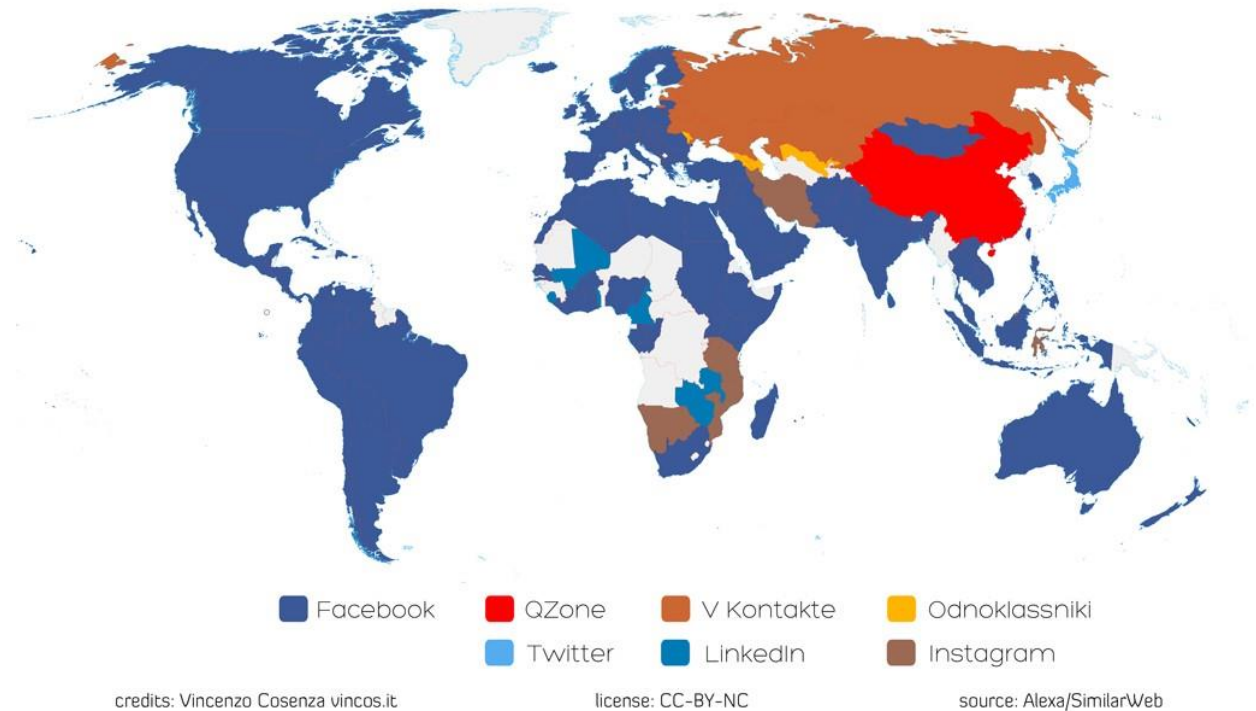 Facebook QZone V Kontakte Odnoklassniki
Twitter LinkedIn Instagram
credits: Vincenzo Cosenza vincos.it license: CC-BY-NC source: Alexa/SimilarWeb